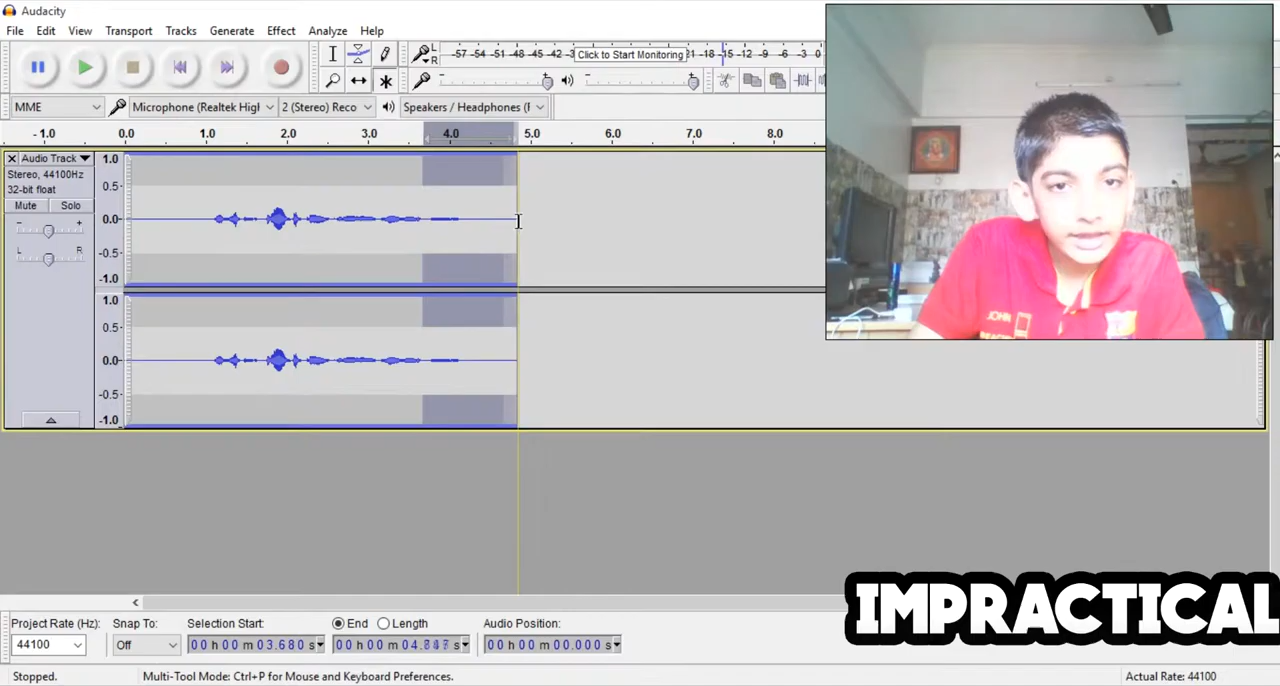 Audacity
File Edit View Transport Tracks Generate Effect Analyze Help
L R -57 -54 -51 -48 -45 -42 Click to Start Monitoring -18 -15 -12 -9 -6 -3 0
MME Microphone (Realtek High 2 (Stereo) Reco Speakers / Headphones (
- 1.0 0.0 1.0 2.0 3.0 4.0 5.0 6.0 7.0 8.0
Audio Track
Stereo, 44100Hz
32-bit float
Mute Solo
- +
L R
1.0
0.5
0.0
-0.5
-1.0
1.0
0.5
0.0
-0.5
-1.0
JOHN
IMPRACTICAL
Project Rate (Hz): Snap To: Selection Start: End Length Audio Position:
44100 Off 00 h 00 m 03.680 s 00 h 00 m s 00 h 00 m 00.000 s
Stopped. Multi-Tool Mode: Ctrl+P for Mouse and Keyboard Preferences. Actual Rate: 44100